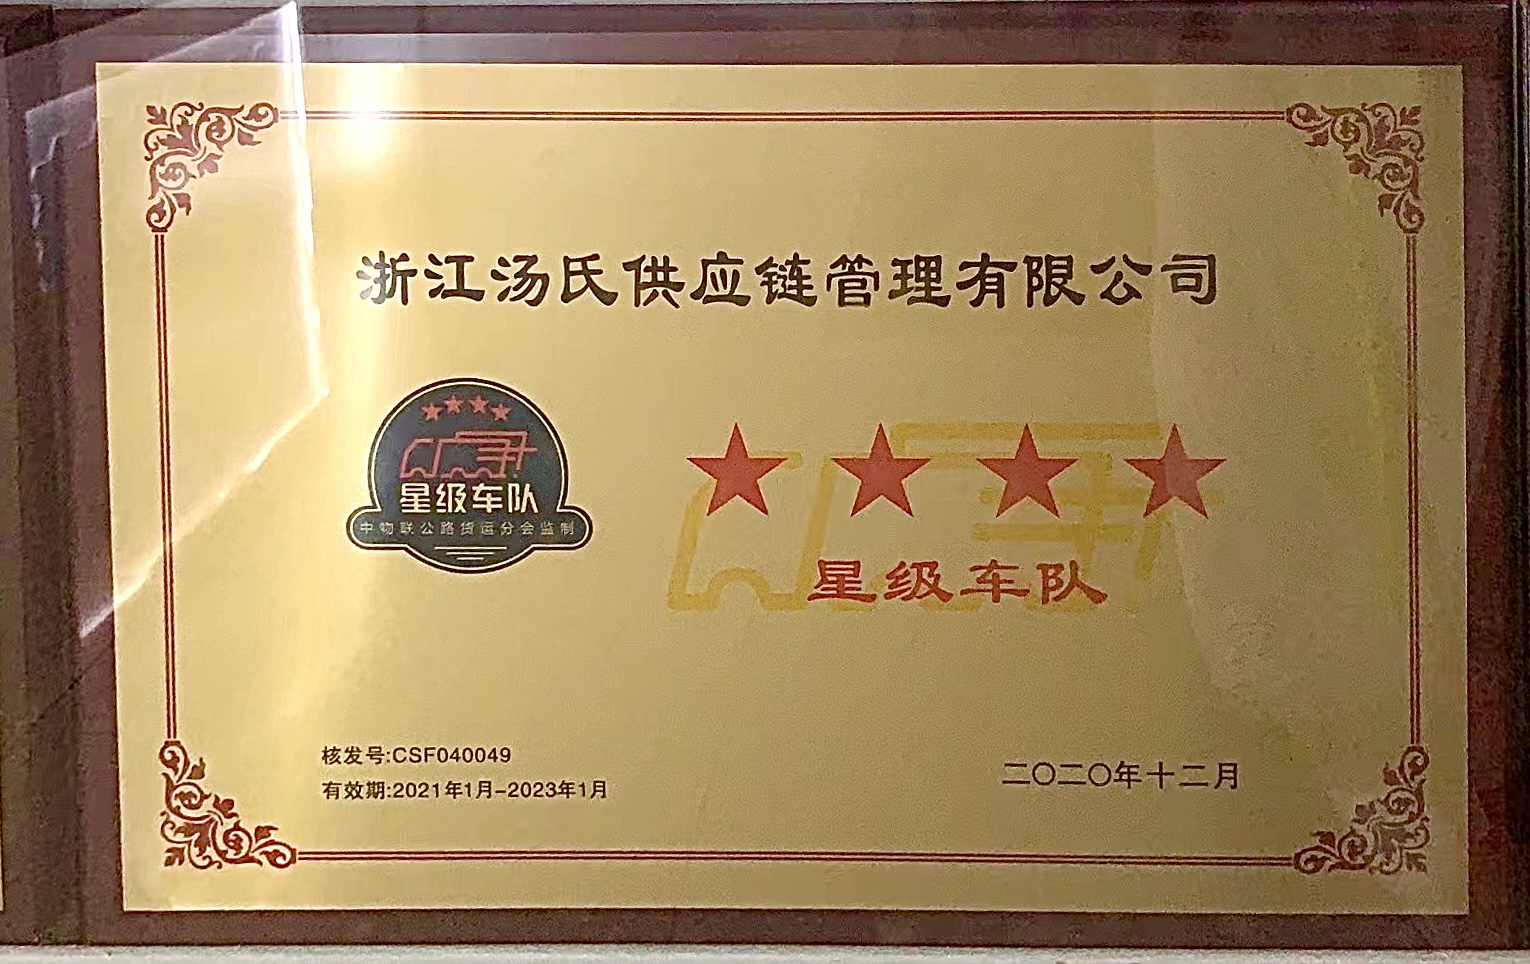 浙江汤氏供应链管理有限公司
星级车队
中物联公路货运分会监制
星级车队
核发号:CSF040049
有效期:2021年1月-2023年1月
二〇二〇年十二月